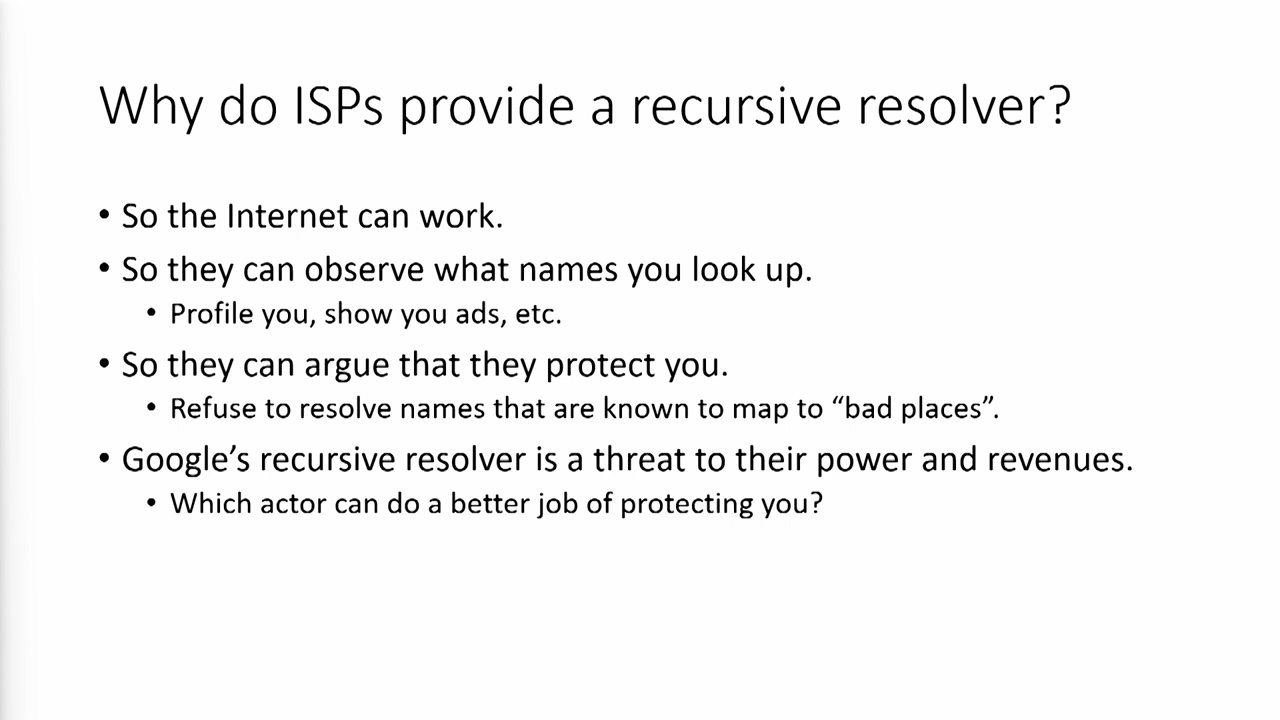 Why do ISPs provide a recursive resolver?
• So the Internet can work.
• So they can observe what names you look up.
• Profile you, show you ads, etc.
• So they can argue that they protect you.
• Refuse to resolve names that are known to map to “bad places”.
• Google’s recursive resolver is a threat to their power and revenues.
• Which actor can do a better job of protecting you?